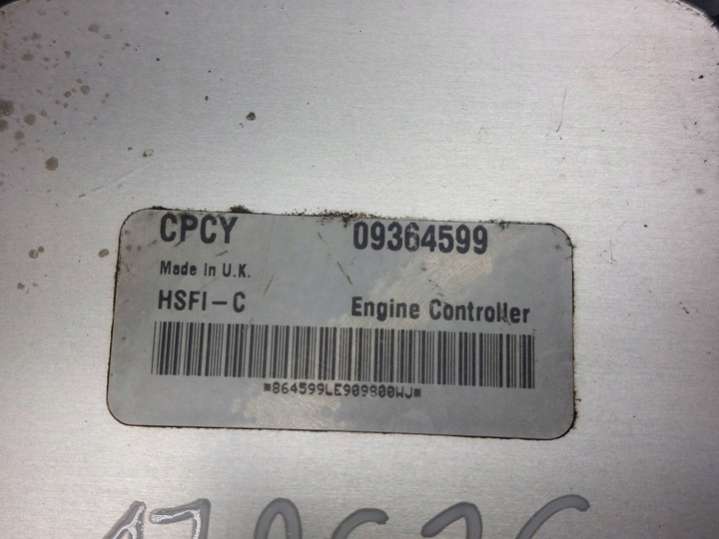 CPCY 09364599
Made in U.K.
HSFI-C Engine Controller
*864599LE909800WJ*